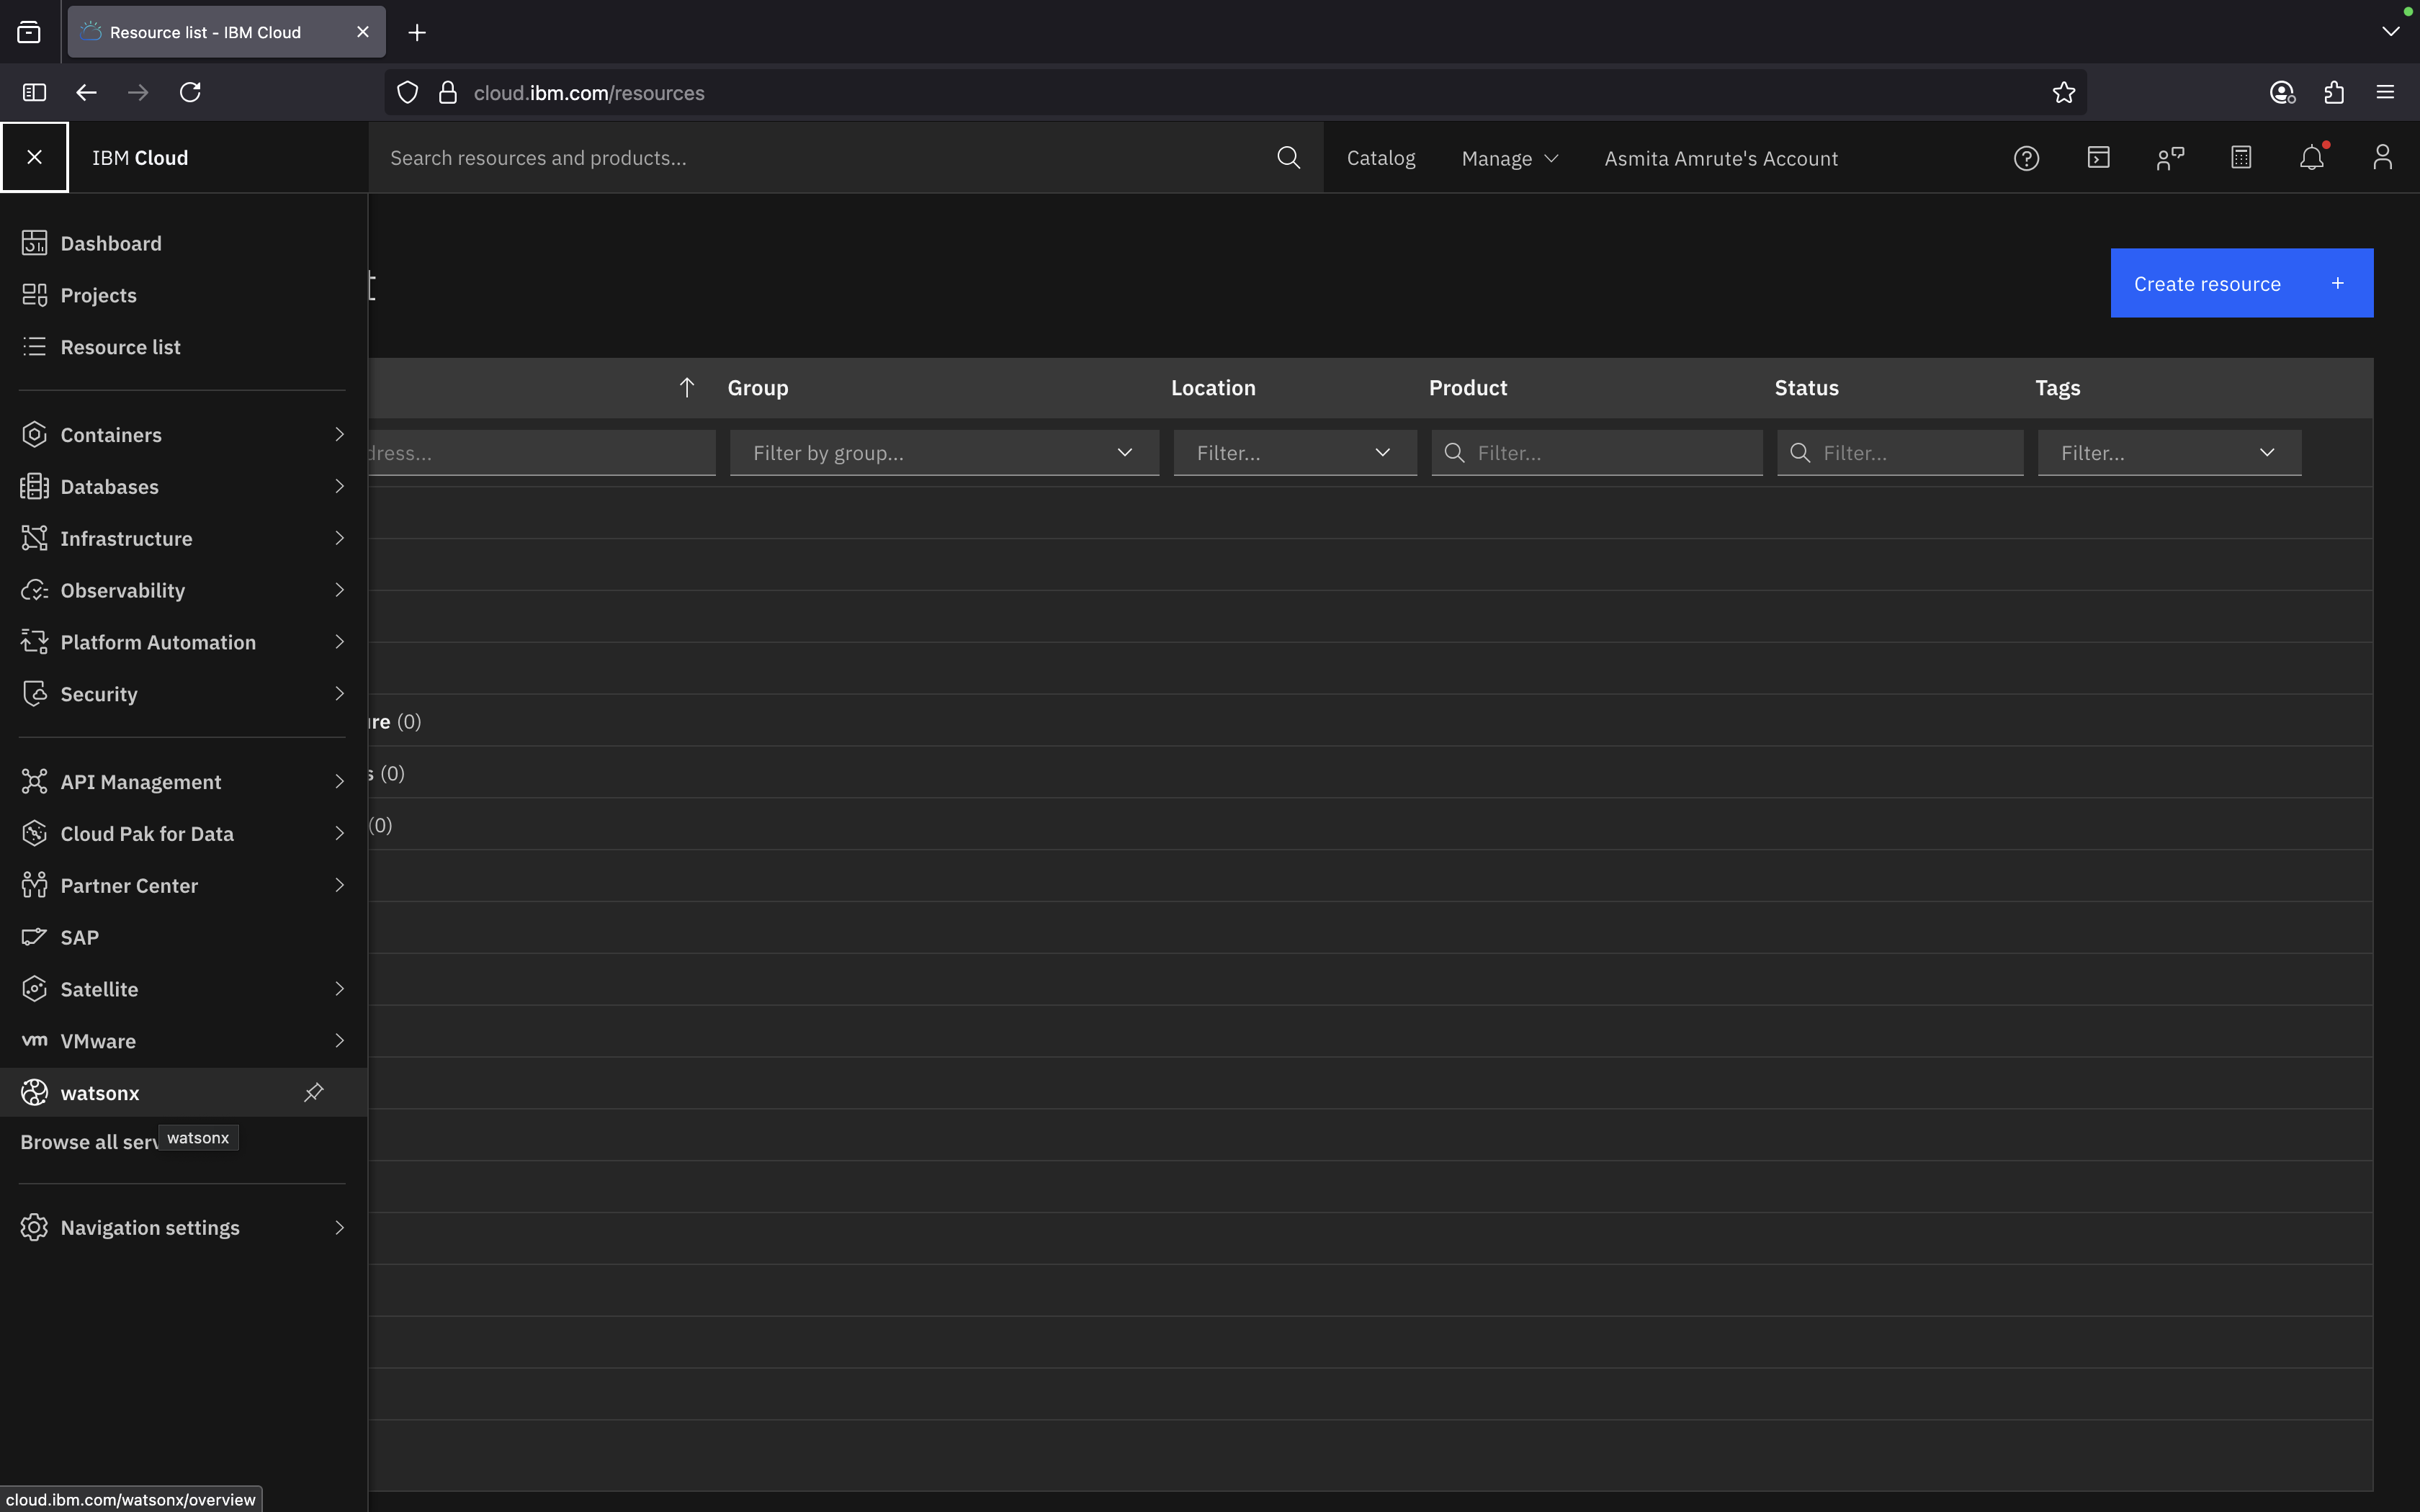 Resource list - IBM Cloud
cloud.ibm.com/resources
IBM Cloud
Search resources and products...
Catalog
Manage
Asmita Amrute's Account
Dashboard
Projects
Resource list
Containers
Databases
Infrastructure
Observability
Platform Automation
Security
API Management
Cloud Pak for Data
Partner Center
SAP
Satellite
vm VMware
watsonx
Browse all serv
watsonx
Navigation settings
t
Create resource
Group
Location
Product
Status
Tags
dress...
Filter by group...
Filter...
Filter...
Filter...
Filter...
re (0)
s (0)
(0)
cloud.ibm.com/watsonx/overview